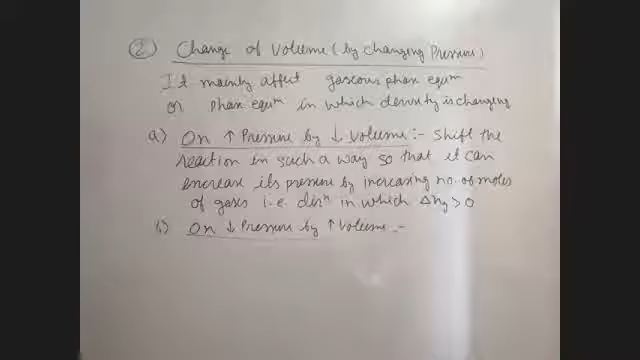 ② Change of Volume (by changing Pressure)
It mainly affect gaseous phase equm
or phase equm in which density is changing
a) On ↑ Pressure by ↓ Volume :- Shift the
reaction in such a way so that it can
increase its pressure by increasing no. of moles
of gases i.e. dirn in which Δng > 0
b) On ↓ Pressure by ↑ Volume :-